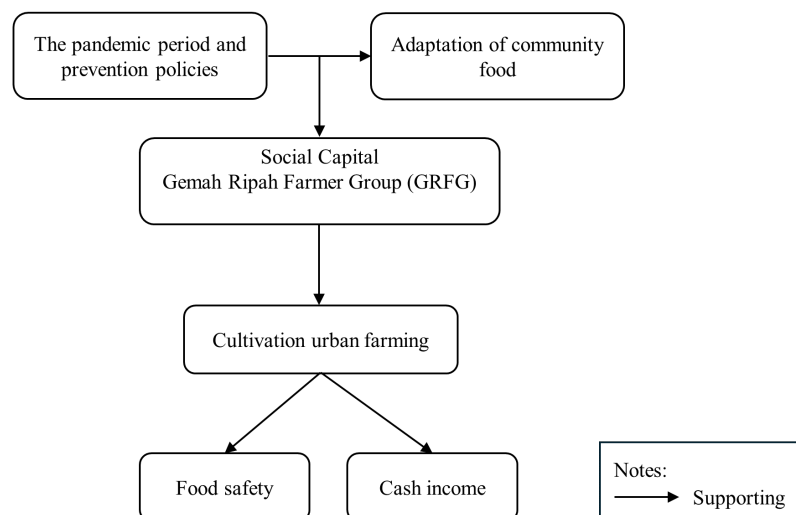 The pandemic period and
prevention policies
Adaptation of community
food
Social Capital
Gemah Ripah Farmer Group (GRFG)
Cultivation urban farming
Food safety
Cash income
Notes:
Supporting